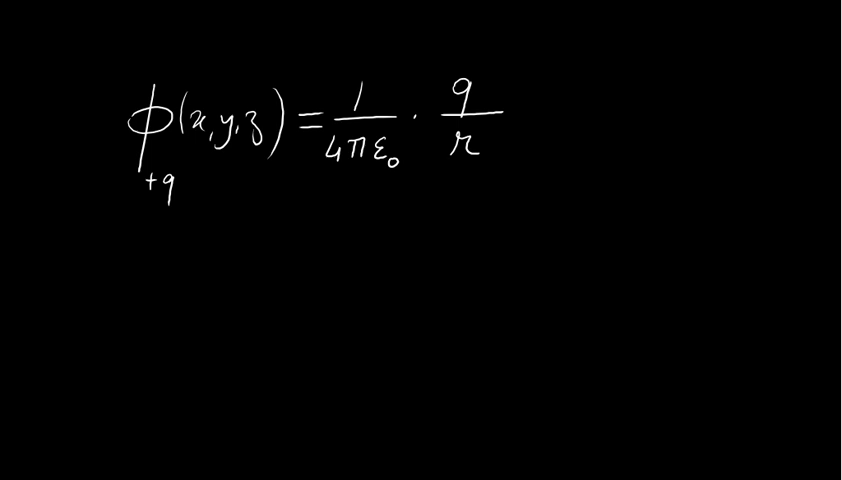 ϕ₊q(x,y,z) = 1/4πε₀ · q/r